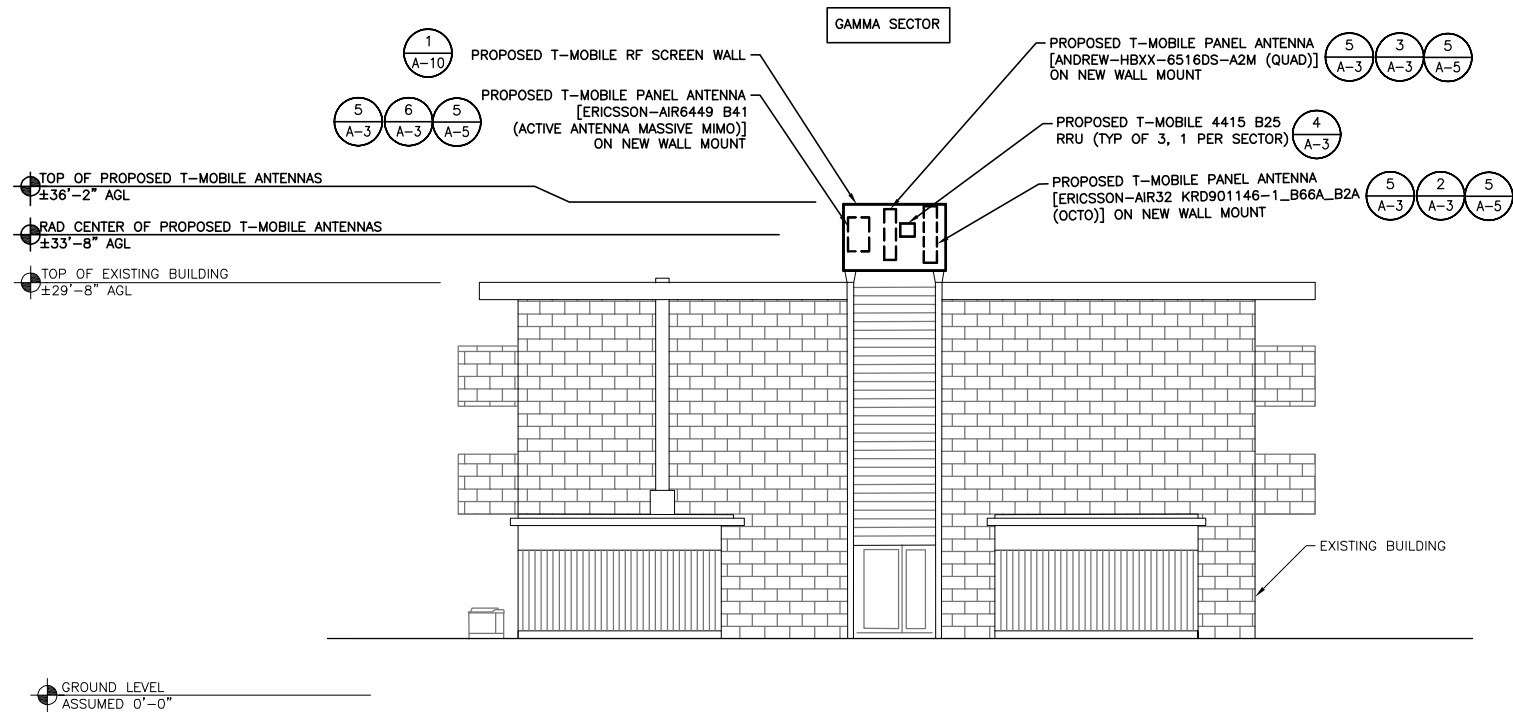 GAMMA SECTOR
1
A-10
PROPOSED T-MOBILE RF SCREEN WALL
5
A-3
6
A-3
5
A-5
PROPOSED T-MOBILE PANEL ANTENNA
[ERICSSON-AIR6449 B41
(ACTIVE ANTENNA MASSIVE MIMO)]
ON NEW WALL MOUNT
PROPOSED T-MOBILE PANEL ANTENNA
[ANDREW-HBXX-6516DS-A2M (QUAD)]
ON NEW WALL MOUNT
5
A-3
3
A-3
5
A-5
PROPOSED T-MOBILE 4415 B25
RRU (TYP OF 3, 1 PER SECTOR)
4
A-3
PROPOSED T-MOBILE PANEL ANTENNA
[ERICSSON-AIR32 KRD901146-1_B66A_B2A
(OCTO)] ON NEW WALL MOUNT
5
A-3
2
A-3
5
A-5
TOP OF PROPOSED T-MOBILE ANTENNAS
±36'-2" AGL
RAD CENTER OF PROPOSED T-MOBILE ANTENNAS
±33'-8" AGL
TOP OF EXISTING BUILDING
±29'-8" AGL
EXISTING BUILDING
GROUND LEVEL
ASSUMED 0'-0"